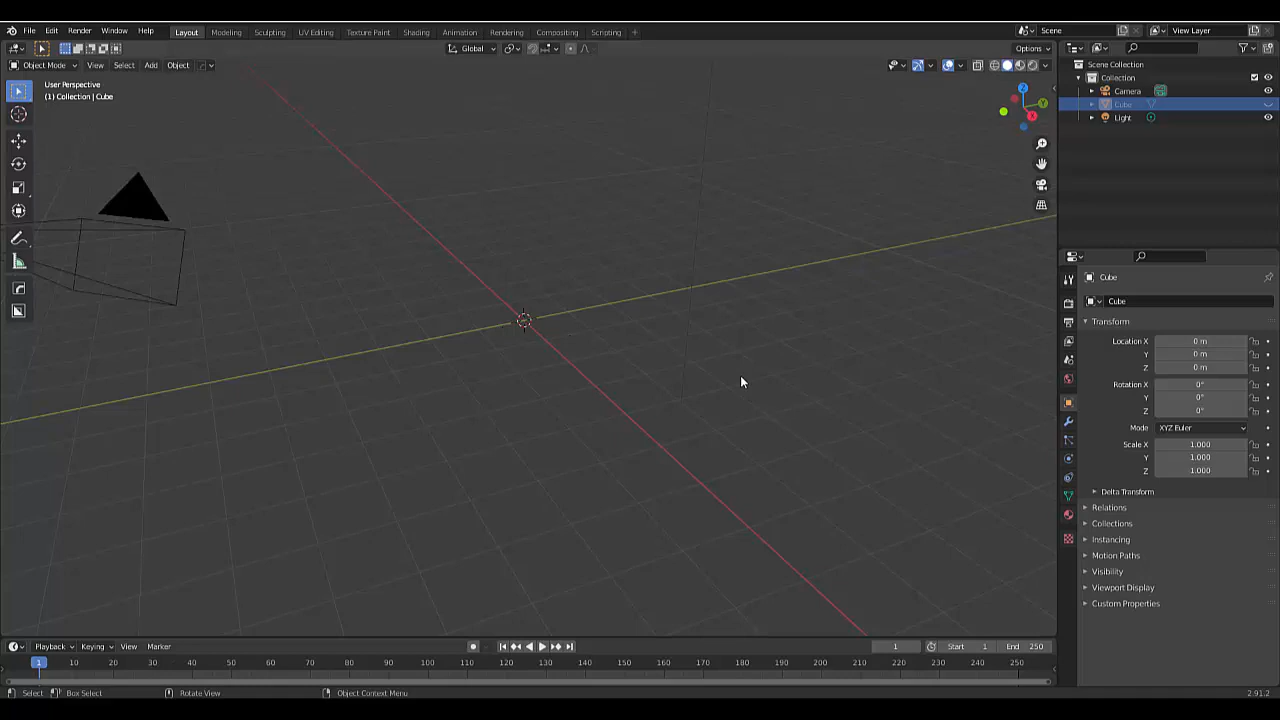 File Edit Render Window Help Layout Modeling Sculpting UV Editing Texture Paint Shading Animation Rendering Compositing Scripting + Scene View Layer
Global Options
Object Mode View Select Add Object
User Perspective
(1) Collection | Cube
Z
Y
X
Scene Collection
Collection
Camera
Cube
Light
Cube
Cube
Transform
Location X 0 m
Y 0 m
Z 0 m
Rotation X 0°
Y 0°
Z 0°
Mode XYZ Euler
Scale X 1.000
Y 1.000
Z 1.000
Delta Transform
Relations
Collections
Instancing
Motion Paths
Visibility
Viewport Display
Custom Properties
Playback Keying View Marker 1 Start 1 End 250
1 10 20 30 40 50 60 70 80 90 100 110 120 130 140 150 160 170 180 190 200 210 220 230 240 250
Select Box Select Rotate View Object Context Menu 2.91.2